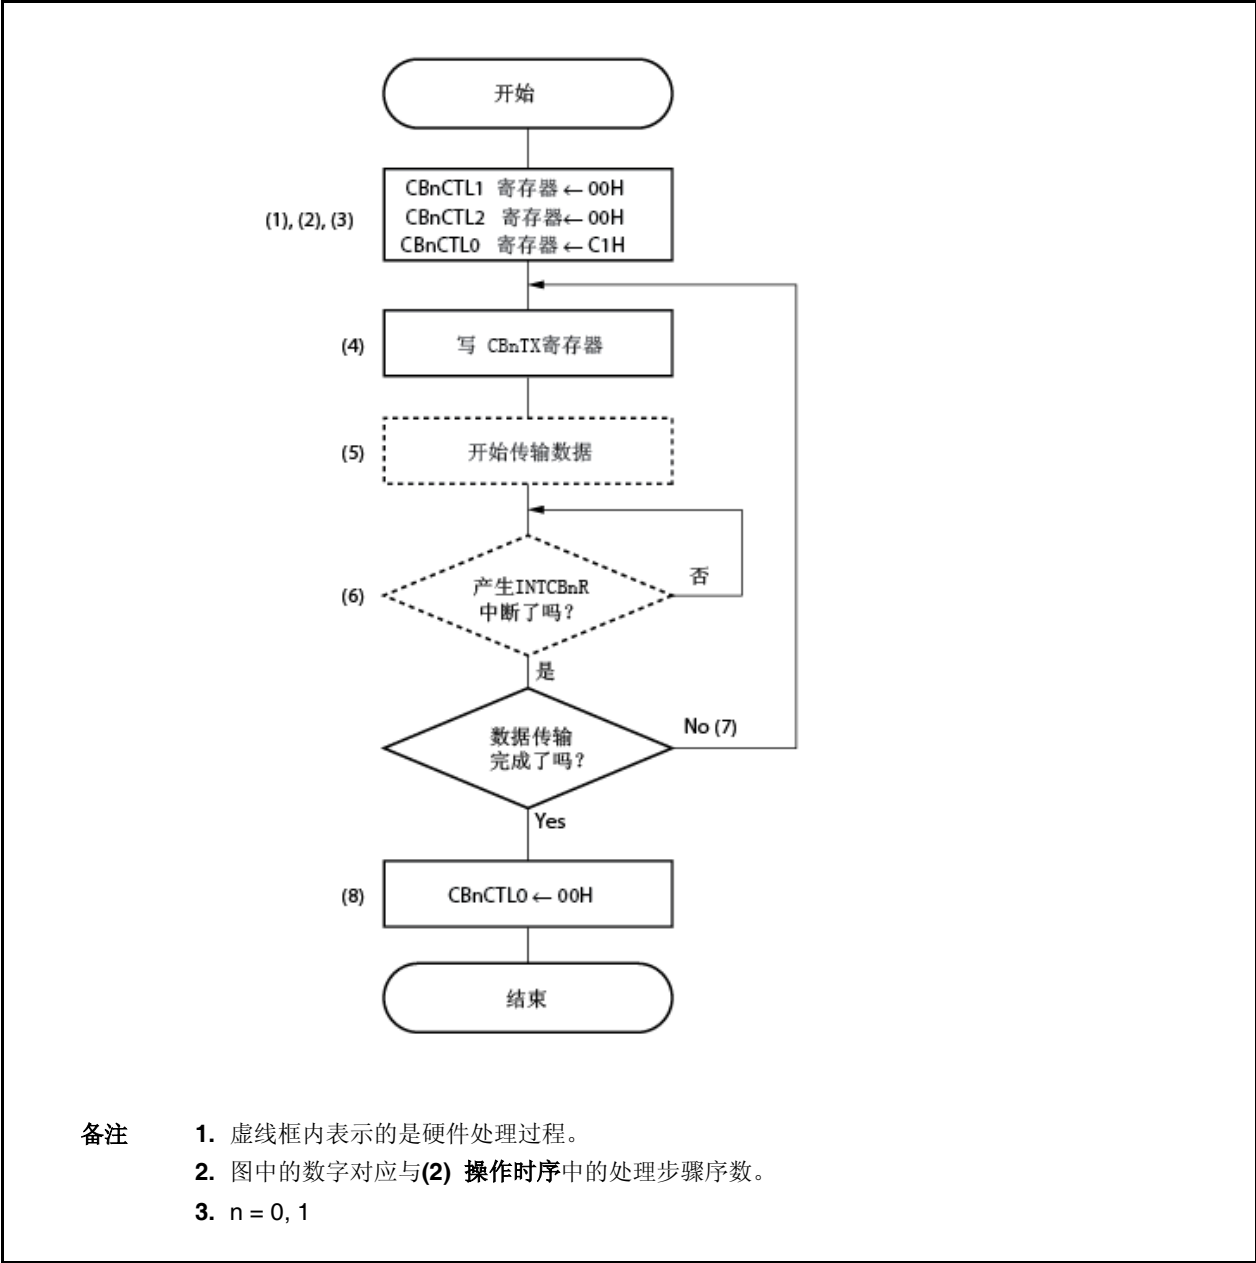 开始
CBnCTL1 寄存器 ← 00H
(1), (2), (3)
CBnCTL2 寄存器← 00H
CBnCTL0 寄存器 ← C1H
(4)
写 CBnTX寄存器
(5)
开始传输数据
(6)
产生INTCBnR
中断了吗？
否
是
数据传输
完成了吗？
No (7)
Yes
(8)
CBnCTL0 ← 00H
结束
备注 1. 虚线框内表示的是硬件处理过程。
2. 图中的数字对应与(2) 操作时序中的处理步骤序数。
3. n = 0, 1